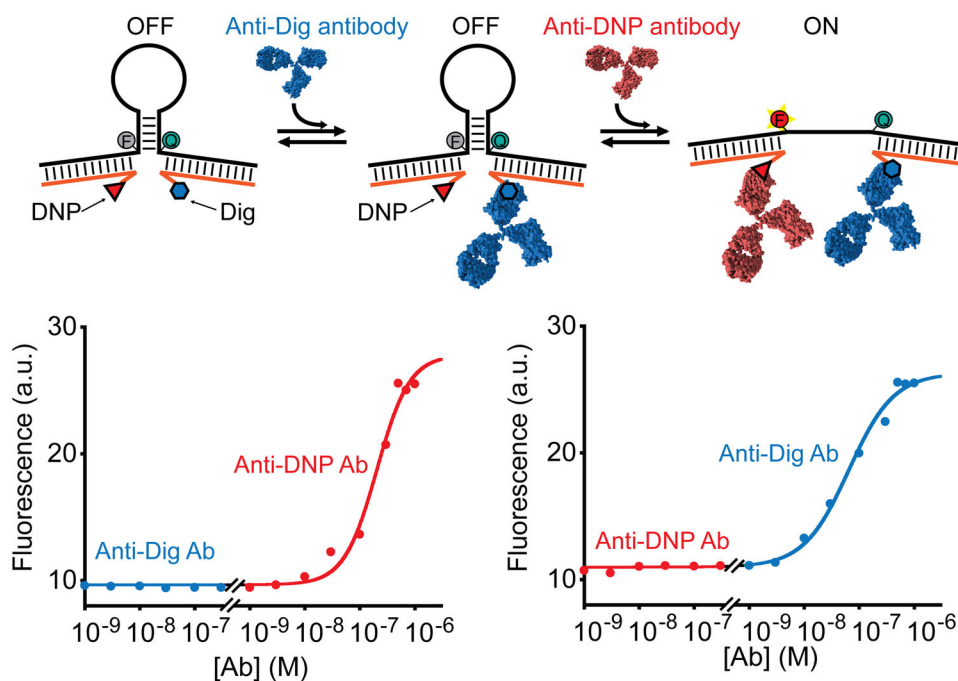 OFF
Anti-Dig antibody
OFF
Anti-DNP antibody
ON
F Q
F Q
F Q
DNP Dig
DNP
Fluorescence (a.u.)
30
20
10
Anti-DNP Ab
Anti-Dig Ab
10-9 10-8 10-7 10-9 10-8 10-7 10-6
[Ab] (M)
Fluorescence (a.u.)
30
20
10
Anti-Dig Ab
Anti-DNP Ab
10-9 10-8 10-7 10-9 10-8 10-7 10-6
[Ab] (M)